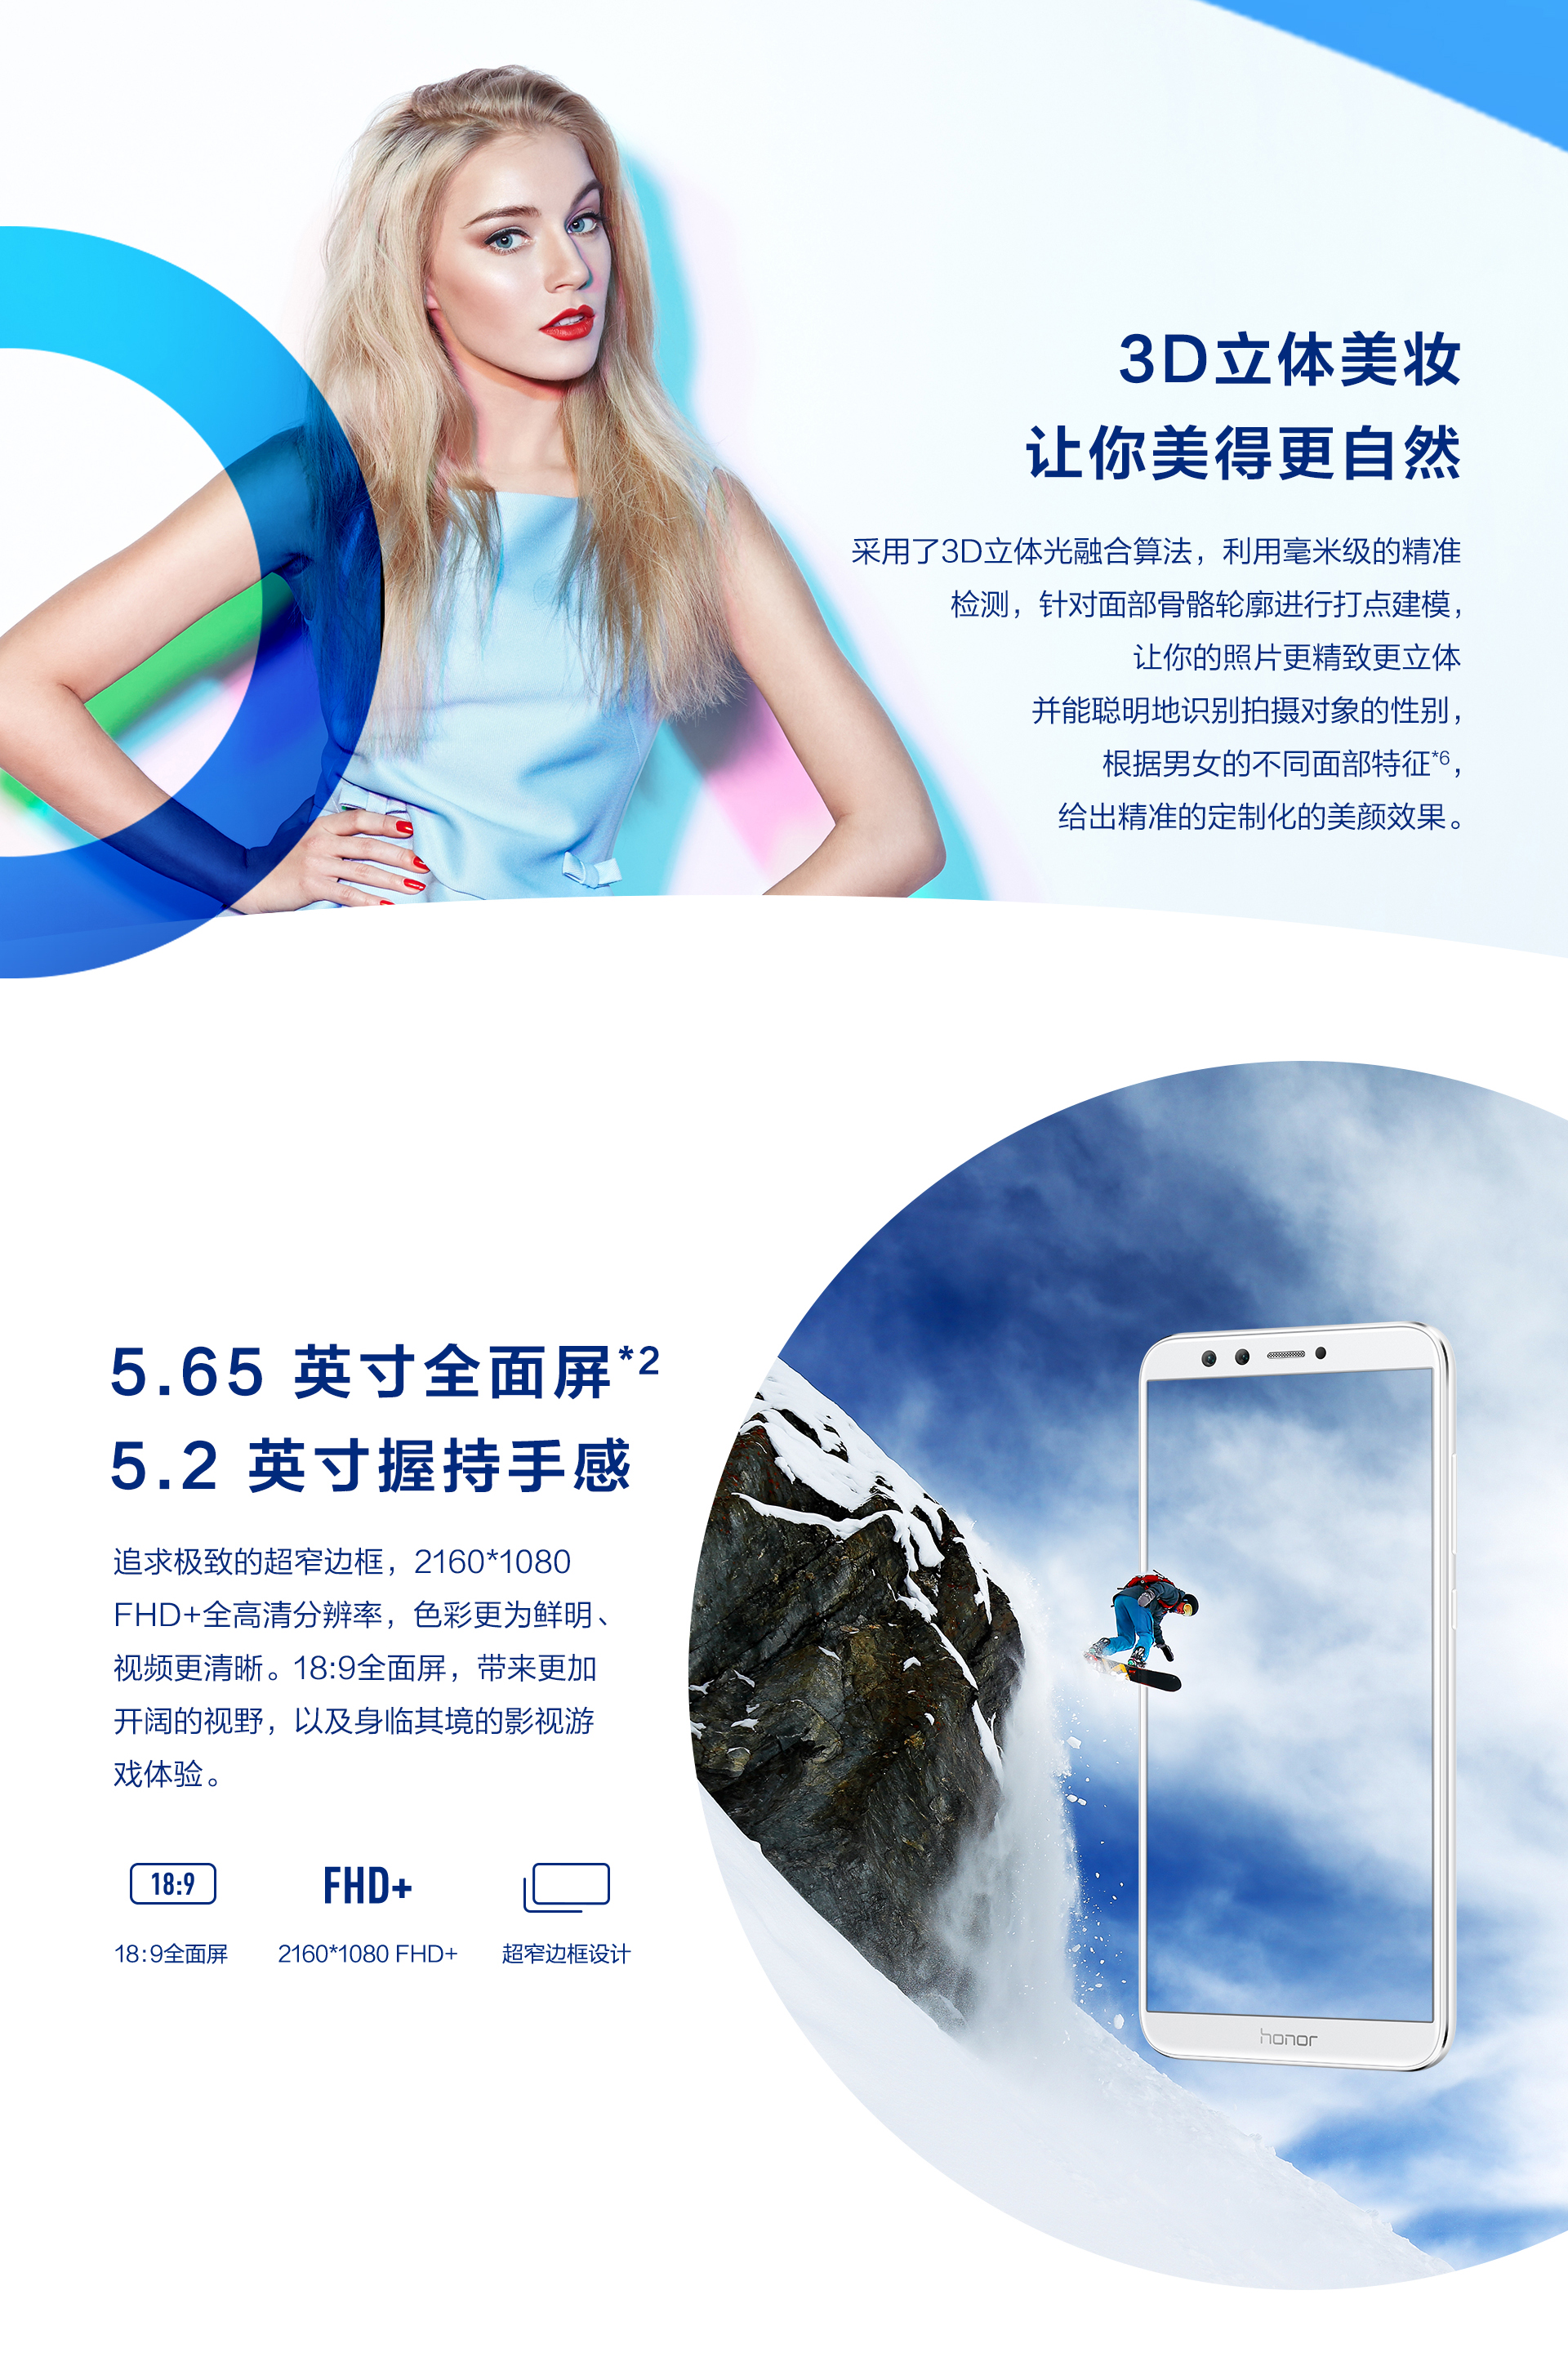 3D立体美妆
让你美得更自然
采用了3D立体光融合算法，利用毫米级的精准
检测，针对面部骨骼轮廓进行打点建模，
让你的照片更精致更立体
并能聪明地识别拍摄对象的性别，
根据男女的不同面部特征*6，
给出精准的定制化的美颜效果。
5.65 英寸全面屏*2
5.2 英寸握持手感
追求极致的超窄边框，2160*1080
FHD+全高清分辨率，色彩更为鲜明、
视频更清晰。18:9全面屏，带来更加
开阔的视野，以及身临其境的影视游
戏体验。
18:9
FHD+
18:9全面屏
2160*1080 FHD+
超窄边框设计
honor